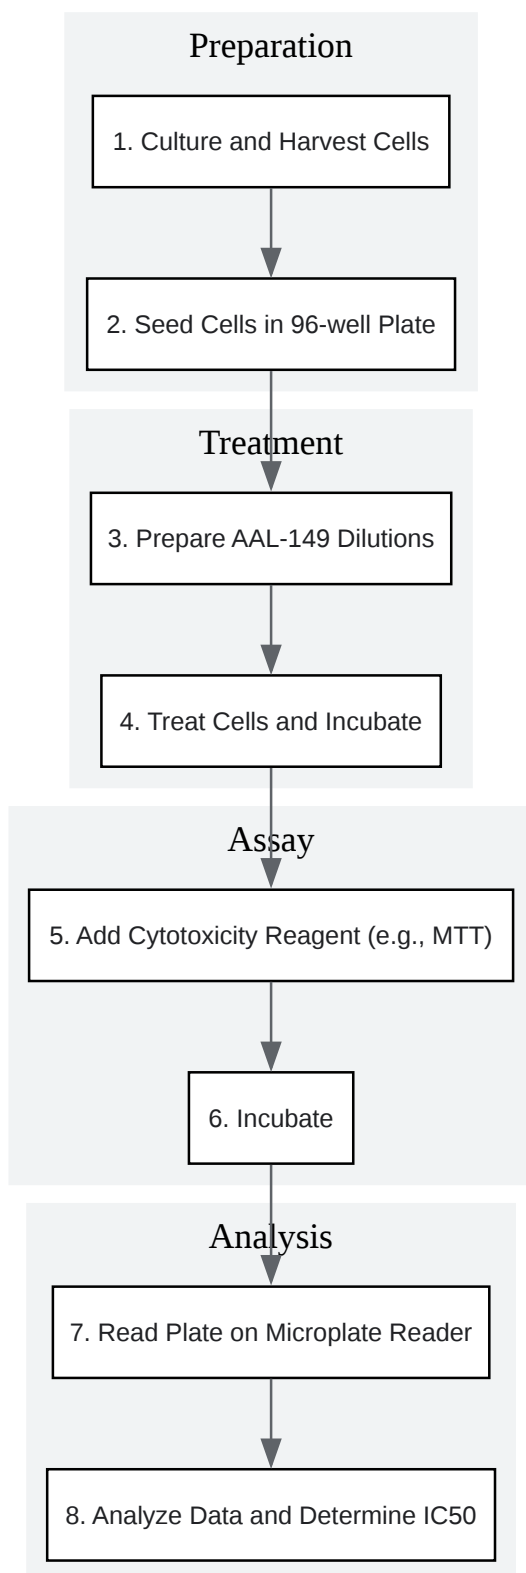 Preparation
1. Culture and Harvest Cells
2. Seed Cells in 96-well Plate
Treatment
3. Prepare AAL-149 Dilutions
4. Treat Cells and Incubate
Assay
5. Add Cytotoxicity Reagent (e.g., MTT)
6. Incubate
Analysis
7. Read Plate on Microplate Reader
8. Analyze Data and Determine IC50